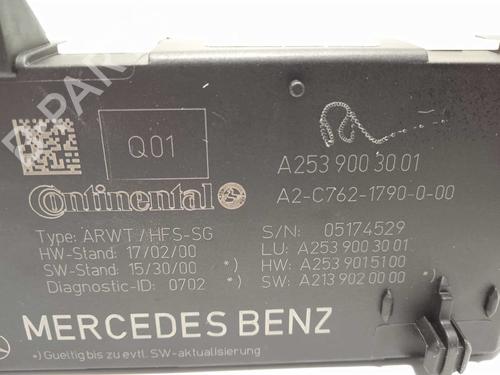 Q01
A253 900 30 01
Continental
A2-C762-1790-0-00
Type: ARWT/HFS-SG
S/N: 05174529
HW-Stand: 17/02/00
LU: A253 900 30 01
SW-Stand: 15/30/00 *)
HW: A253 901 51 00
Diagnostic-ID: 0702 *)
SW: A213 902 00 00 *)
MERCEDES BENZ
*) Gueltig bis zu evtl. SW-aktualisierung